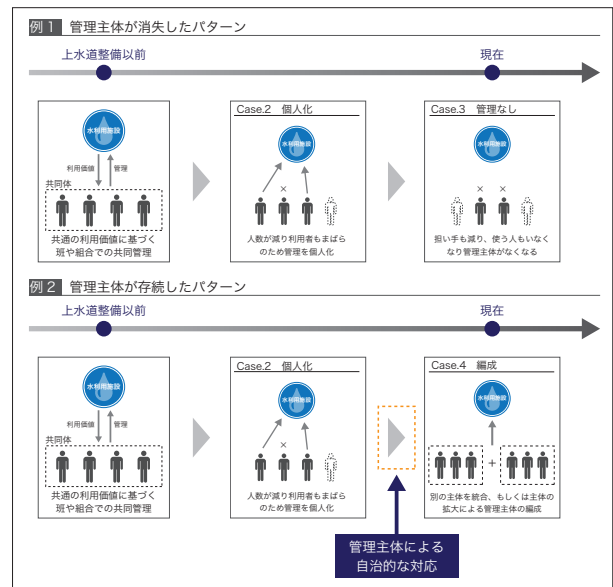 例1 管理主体が消失したパターン
上水道整備以前
現在
水利用施設
利用価値
管理
共同体
共通の利用価値に基づく
班や組合での共同管理
Case.2 個人化
水利用施設
×
人数が減り利用者もまばら
のため管理を個人化
Case.3 管理なし
水利用施設
× ×
担い手も減り、使う人もいなく
なり管理主体がなくなる
例2 管理主体が存続したパターン
上水道整備以前
現在
水利用施設
利用価値
管理
共同体
共通の利用価値に基づく
班や組合での共同管理
Case.2 個人化
水利用施設
×
人数が減り利用者もまばら
のため管理を個人化
Case.4 編成
水利用施設
+
別の主体を統合、もしくは主体の
拡大による管理主体の編成
管理主体による
自治的な対応